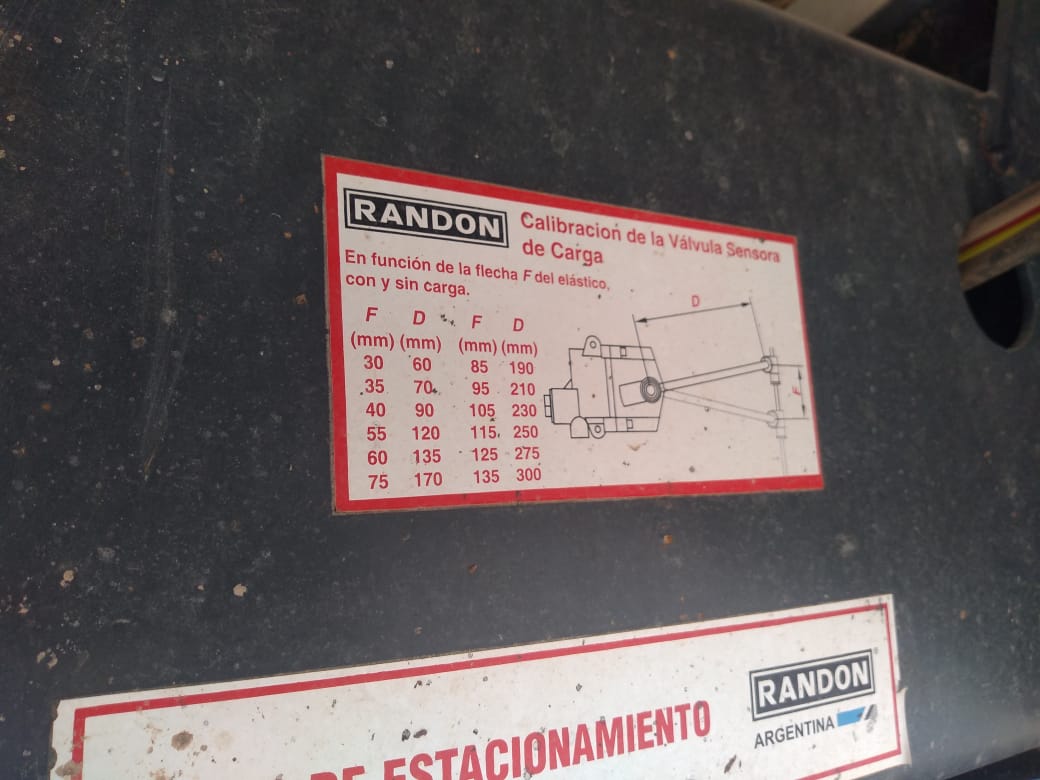 RANDON
Calibracion de la Válvula Sensora
de Carga
En función de la flecha F del elástico,
con y sin carga.
F D F D
(mm) (mm) (mm) (mm)
30 60 85 190
35 70 95 210
40 90 105 230
55 120 115 250
60 135 125 275
75 170 135 300
D
F
RANDON
ARGENTINA
DE ESTACIONAMIENTO